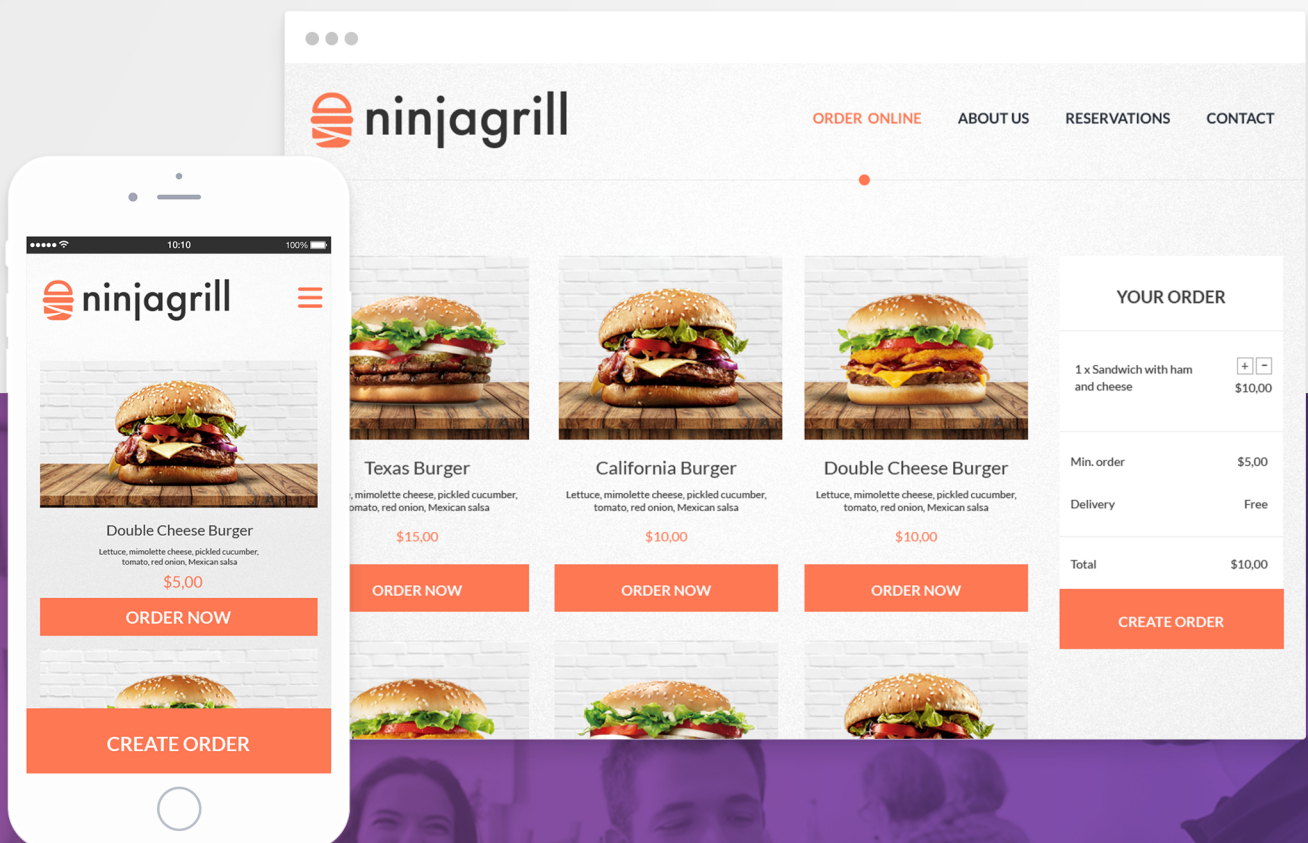 ninjagrill
ORDER ONLINE
ABOUT US
RESERVATIONS
CONTACT
Texas Burger
, mimolette cheese, pickled cucumber,
tomato, red onion, Mexican salsa
$15,00
ORDER NOW
California Burger
Lettuce, mimolette cheese, pickled cucumber,
tomato, red onion, Mexican salsa
$10,00
ORDER NOW
Double Cheese Burger
Lettuce, mimolette cheese, pickled cucumber,
tomato, red onion, Mexican salsa
$10,00
ORDER NOW
YOUR ORDER
1 x Sandwich with ham
and cheese
+ -
$10,00
Min. order $5,00
Delivery Free
Total $10,00
CREATE ORDER
10:10
100%
ninjagrill
Double Cheese Burger
Lettuce, mimolette cheese, pickled cucumber,
tomato, red onion, Mexican salsa
$5,00
ORDER NOW
CREATE ORDER